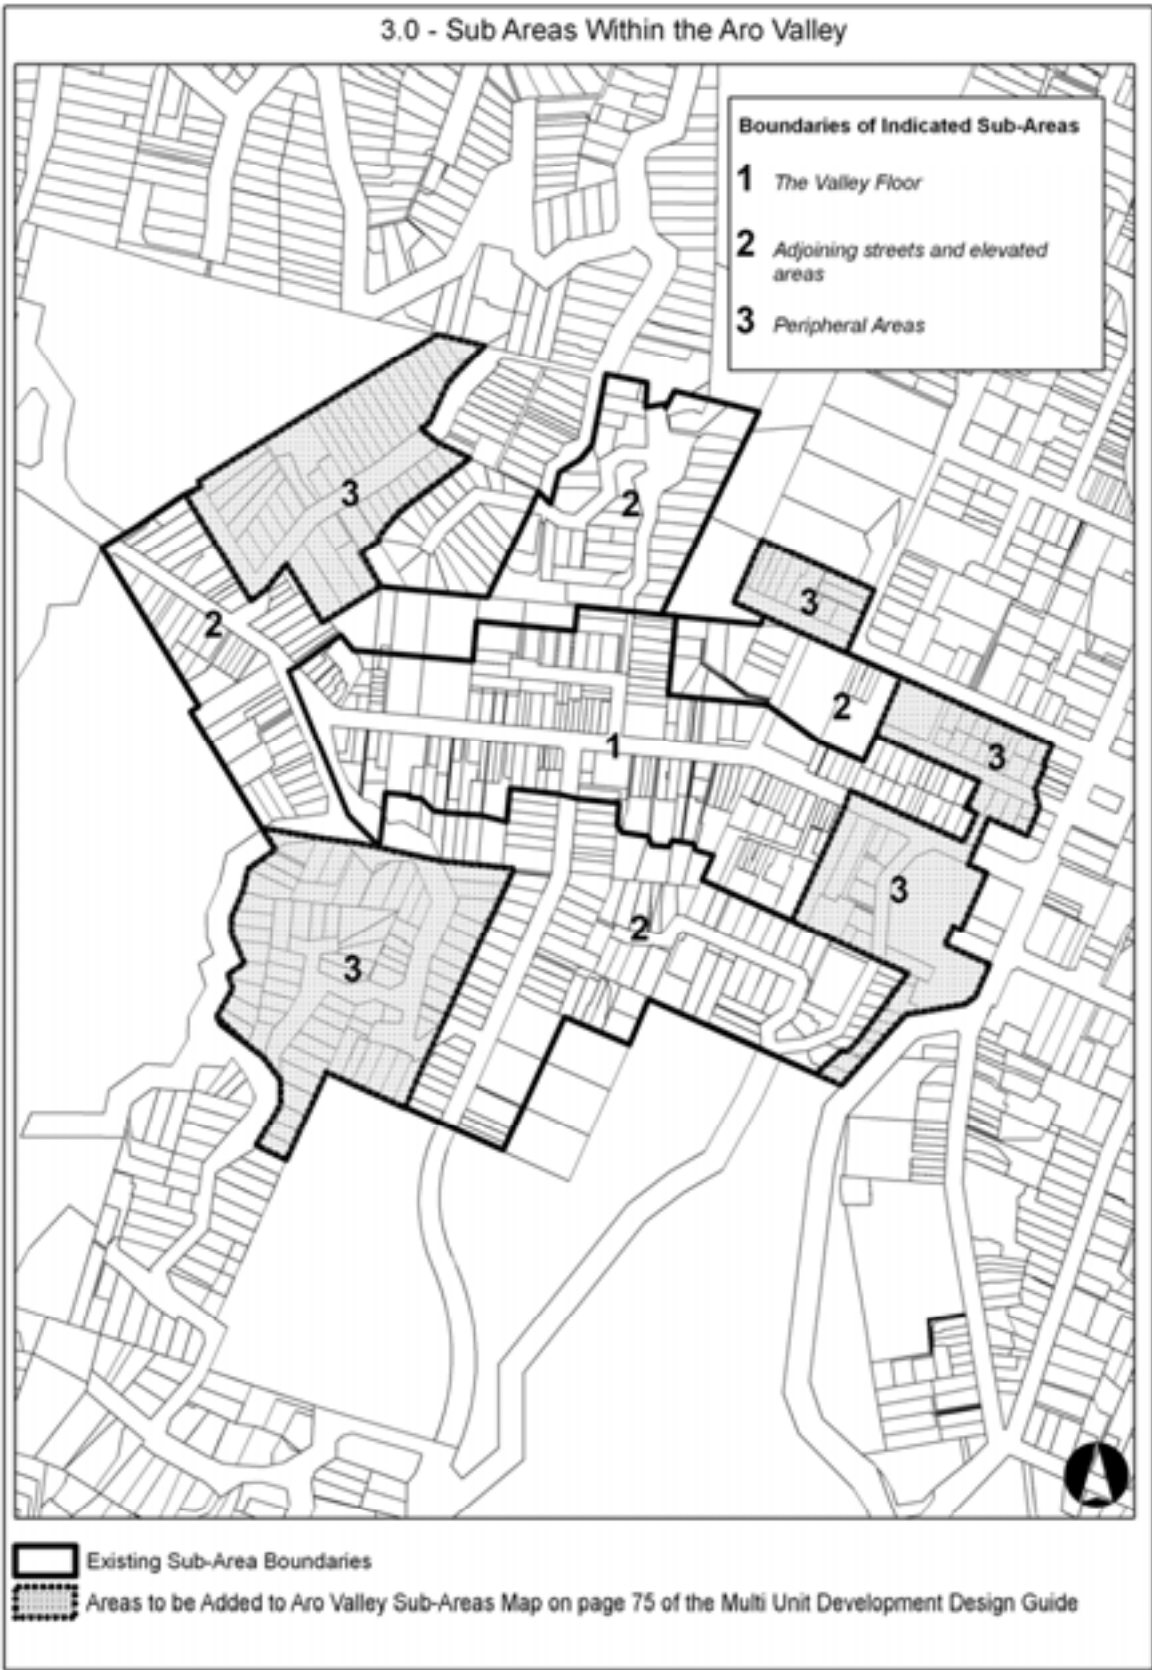 3.0 - Sub Areas Within the Aro Valley
Boundaries of Indicated Sub-Areas
1 The Valley Floor
2 Adjoining streets and elevated
areas
3 Peripheral Areas
3
2
3
2
2
3
1
3
2
3
3
Existing Sub-Area Boundaries
Areas to be Added to Aro Valley Sub-Areas Map on page 75 of the Multi Unit Development Design Guide